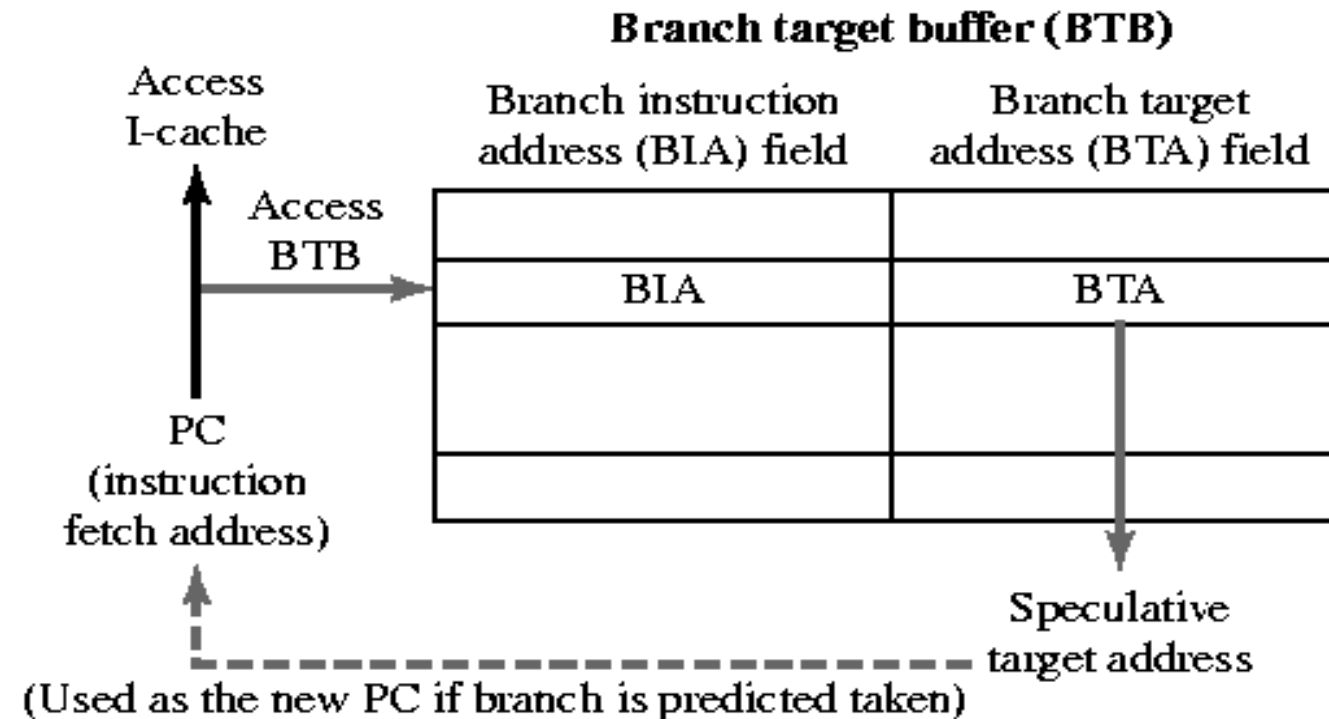 Branch target buffer (BTB)
Access
I-cache
Branch instruction
address (BIA) field
Branch target
address (BTA) field
Access
BTB
BIA
BTA
PC
(instruction
fetch address)
Speculative
target address
(Used as the new PC if branch is predicted taken)